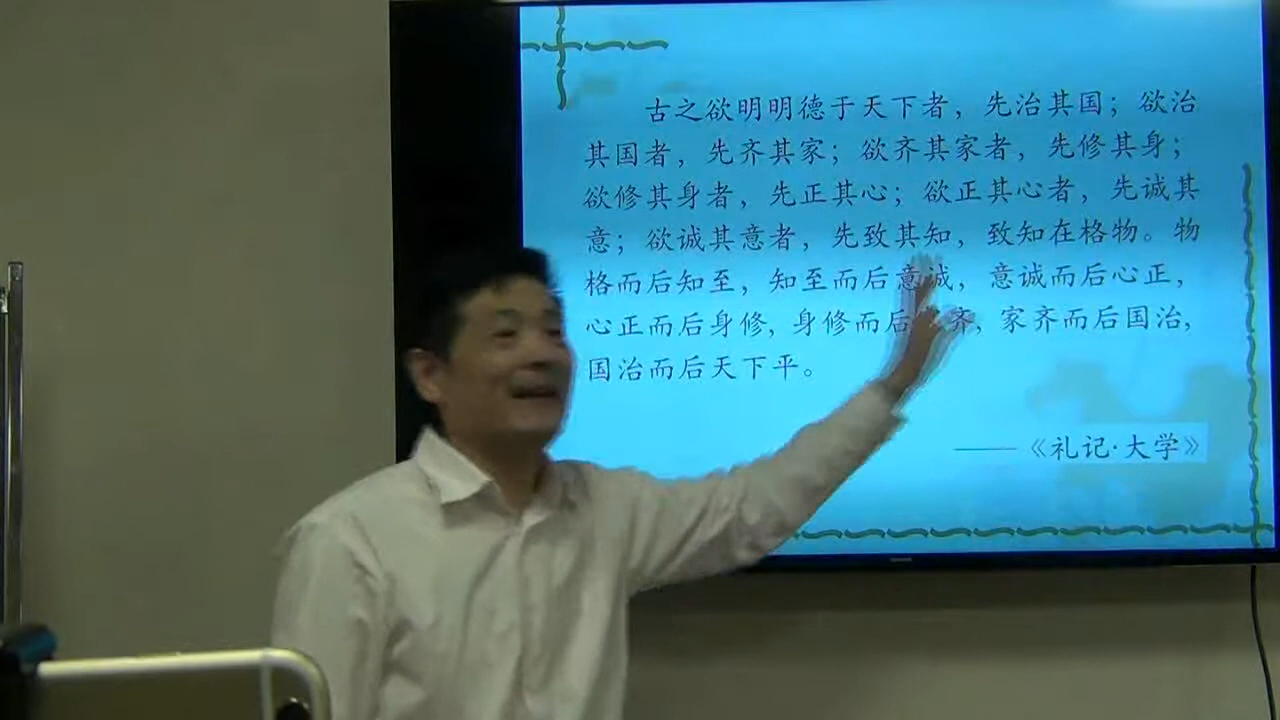 古之欲明明德于天下者，先治其国；欲治
其国者，先齐其家；欲齐其家者，先修其身；
欲修其身者，先正其心；欲正其心者，先诚其
意；欲诚其意者，先致其知，致知在格物。物
格而后知至，知至而后意诚，意诚而后心正，
心正而后身修，身修而后齐，家齐而后国治，
国治而后天下平。
——《礼记·大学》